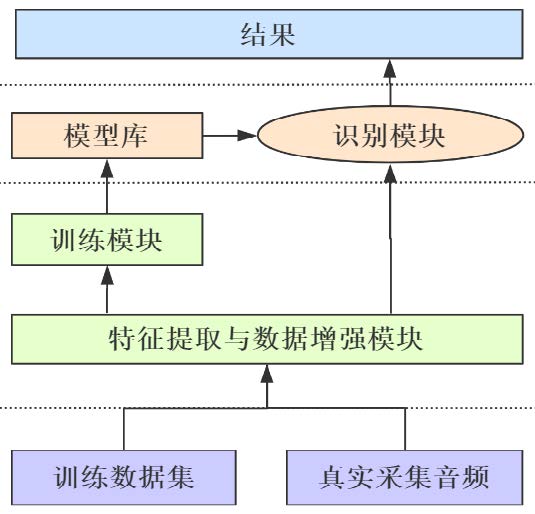 结果
模型库
识别模块
训练模块
特征提取与数据增强模块
训练数据集
真实采集音频